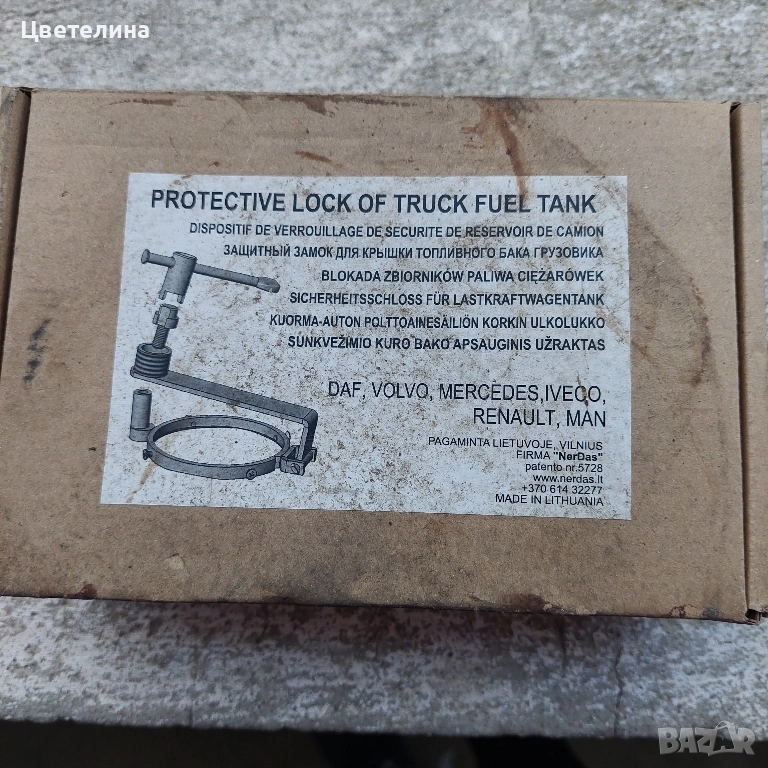 Цветелина
PROTECTIVE LOCK OF TRUCK FUEL TANK
DISPOSITIF DE VERROUILLAGE DE SECURITE DE RESERVOIR DE CAMION
ЗАЩИТНЫЙ ЗАМОК ДЛЯ КРЫШКИ ТОПЛИВНОГО БАКА ГРУЗОВИКА
BLOKADA ZBIORNIKÓW PALIWA CIĘŻARÓWEK
SICHERHEITSSCHLOSS FÜR LASTKRAFTWAGENTANK
KUORMA-AUTON POLTTOAINESÄILIÖN KORKIN ULKOLUKKO
SUNKVEŽIMIO KURO BAKO APSAUGINIS UŽRAKTAS
DAF, VOLVO, MERCEDES,IVECO,
RENAULT, MAN
PAGAMINTA LIETUVOJE, VILNIUS
FIRMA "NerDas"
patento nr.5728
www.nerdas.lt
+370 614 32277
MADE IN LITHUANIA
BAZAR